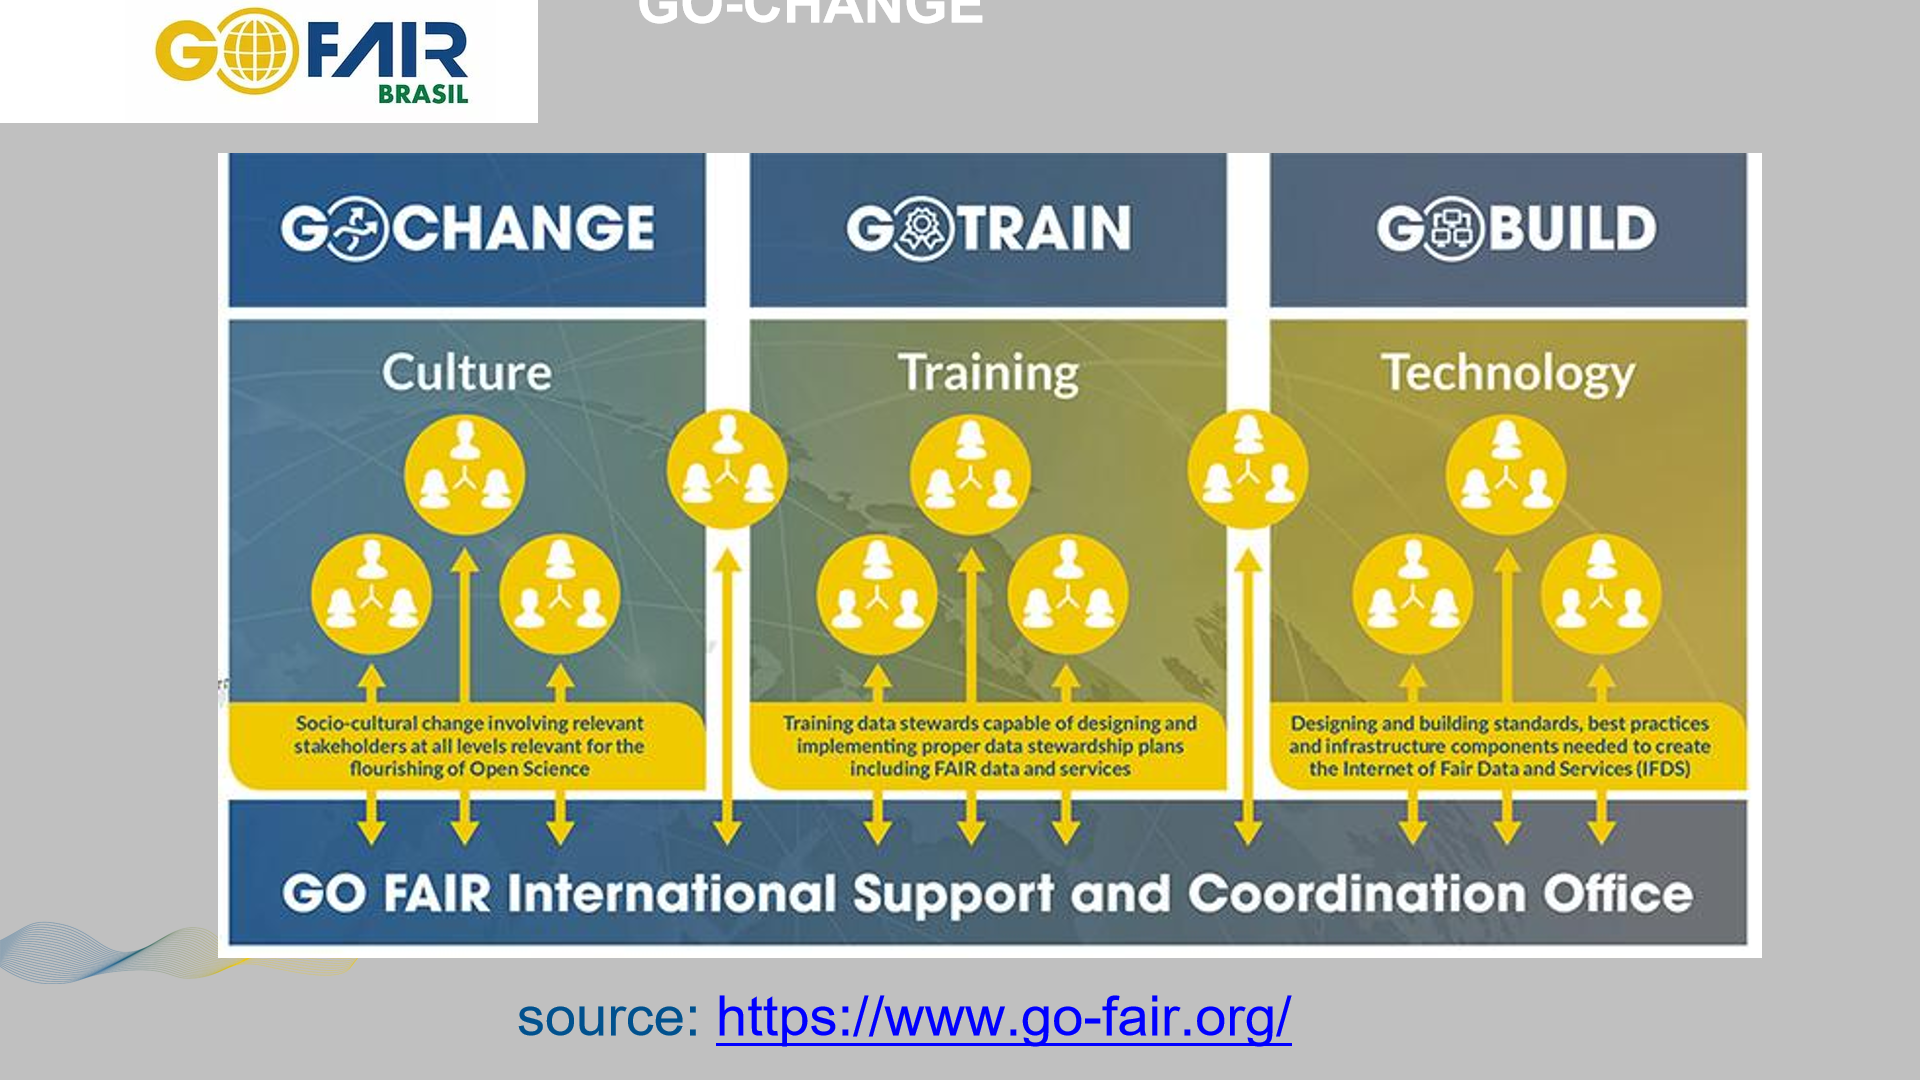 GO-CHANGE
GO FAIR
BRASIL
GO CHANGE
GO TRAIN
GO BUILD
Culture
Training
Technology
Socio-cultural change involving relevant
stakeholders at all levels relevant for the
flourishing of Open Science
Training data stewards capable of designing and
implementing proper data stewardship plans
including FAIR data and services
Designing and building standards, best practices
and infrastructure components needed to create
the Internet of Fair Data and Services (IFDS)
GO FAIR International Support and Coordination Office
source: https://www.go-fair.org/